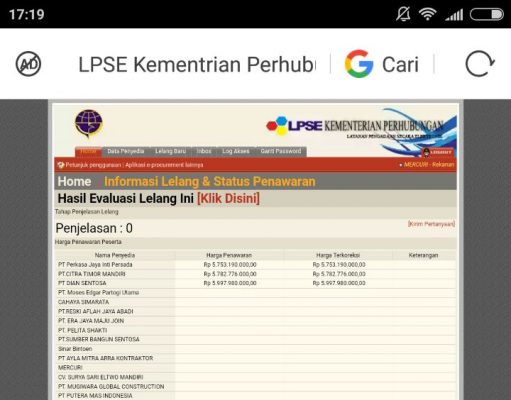 17:19
AD
LPSE Kementrian Perhub
Cari
LPSE KEMENTERIAN PERHUBUNGAN
LAYANAN PENGADAAN SECARA ELEKTRONIK
Home Data Penyedia Lelang Baru Inbox Log Akses Ganti Password
LOGOUT
Petunjuk penggunaan | Aplikasi e-procurement lainnya
MERCURI - Rekanan
Home Informasi Lelang & Status Penawaran
Hasil Evaluasi Lelang Ini [Klik Disini]
Tahap Penjelasan Lelang
Penjelasan : 0
[Kirim Pertanyaan]
Harga Penawaran Peserta
Nama Penyedia Harga Penawaran Harga Terkoreksi Keterangan
PT Perkasa Jaya Inti Persada Rp 5.753.190.000,00 Rp 5.753.190.000,00
PT.CITRA TIMOR MANDIRI Rp 5.782.776.000,00 Rp 5.782.776.000,00
PT DIAN SENTOSA Rp 5.997.980.000,00 Rp 5.997.980.000,00
PT. Moses Edgar Partogi Utama
CAHAYA SIMARATA
PT.RESKI AFLAH JAYA ABADI
PT. ERA JAYA MAJU JOIN
PT. PELITA SHAKTI
PT.SUMBER BANGUN SENTOSA
Sinar Bintoen
PT AYLA MITRA ARRA KONTRAKTOR
MERCURI
CV. SURYA SARI ELTWO MANDIRI
PT. MUGIWARA GLOBAL CONSTRUCTION
PT PUTERA MAS INDONESIA